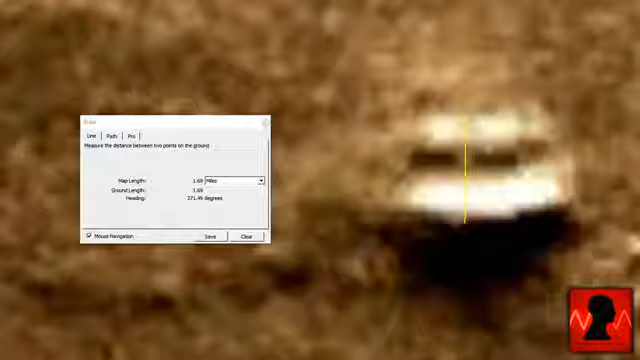 Ruler
Line Path Pro
Measure the distance between two points on the ground
Map Length: 1.69 Miles
Ground Length: 1.69
Heading: 271.49 degrees
Mouse Navigation Save Clear